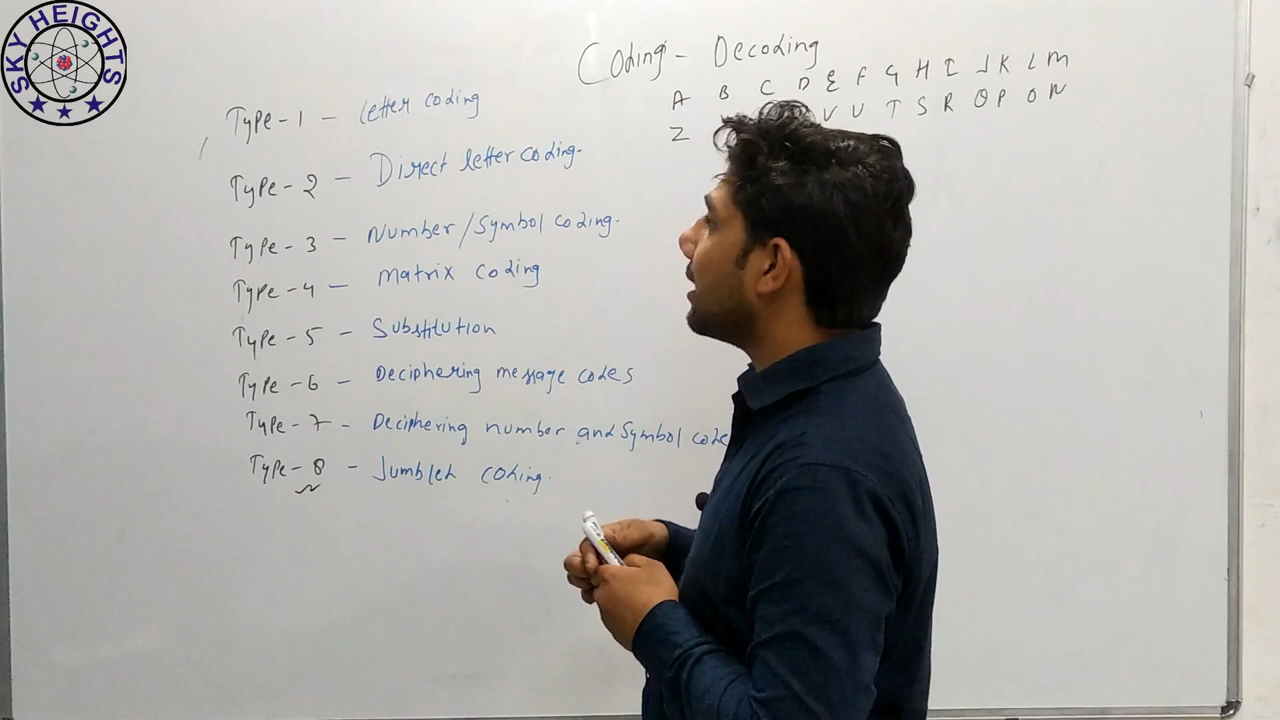 SKY HEIGHTS
Coding - Decoding
A B C D E F G H I J K L M
Z V U T S R Q P O N
Type-1 - Letter coding
Type-2 - Direct letter coding.
Type-3 - Number/Symbol coding.
Type-4 - Matrix coding
Type-5 - Substitution
Type-6 - Deciphering message codes
Type-7 - Deciphering number and Symbol code
Type-8 - Jumbled coding.